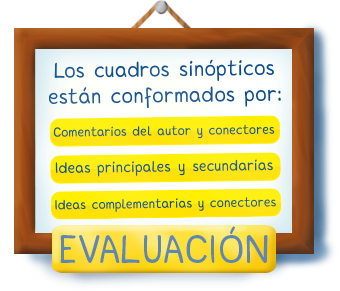 Los cuadros sinópticos
están conformados por:
Comentarios del autor y conectores
Ideas principales y secundarias
Ideas complementarias y conectores
EVALUACIÓN